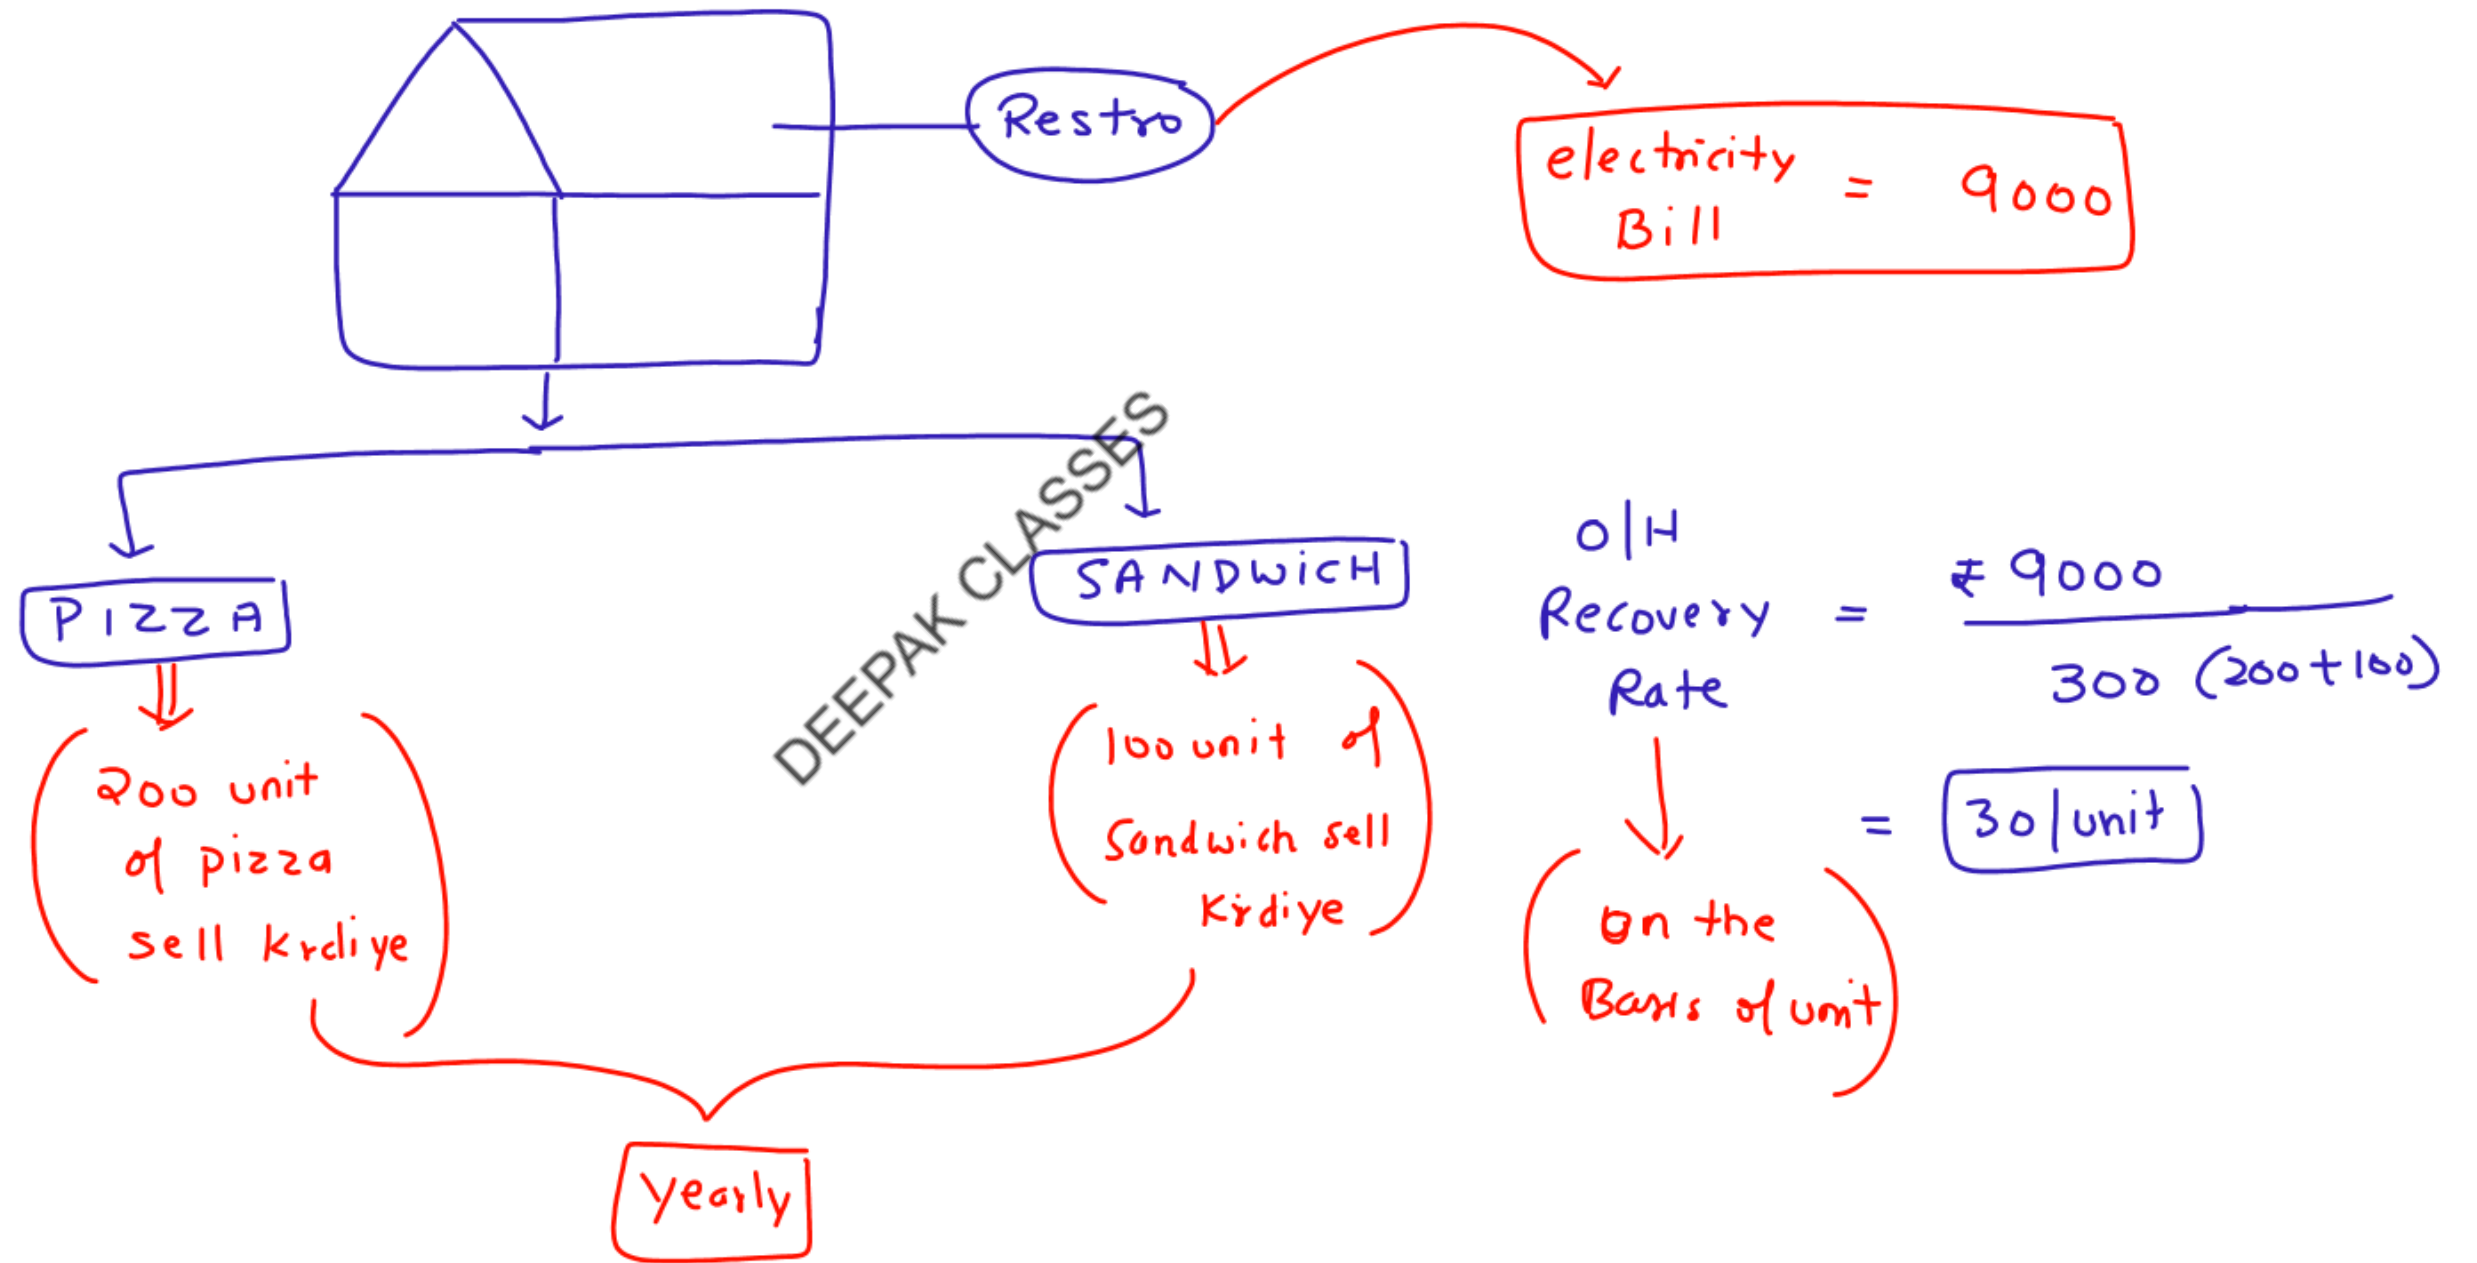 Restro
electricity
Bill = 9000
DEEPAK CLASSES
PIZZA
SANDWiCH
200 unit
of pizza
sell krdiye
100 unit of
Sandwich sell
Krdiye
yearly
O|H
Recovery = ₹ 9000
Rate 300 (200+100)
= 30|unit
on the
Basis of unit